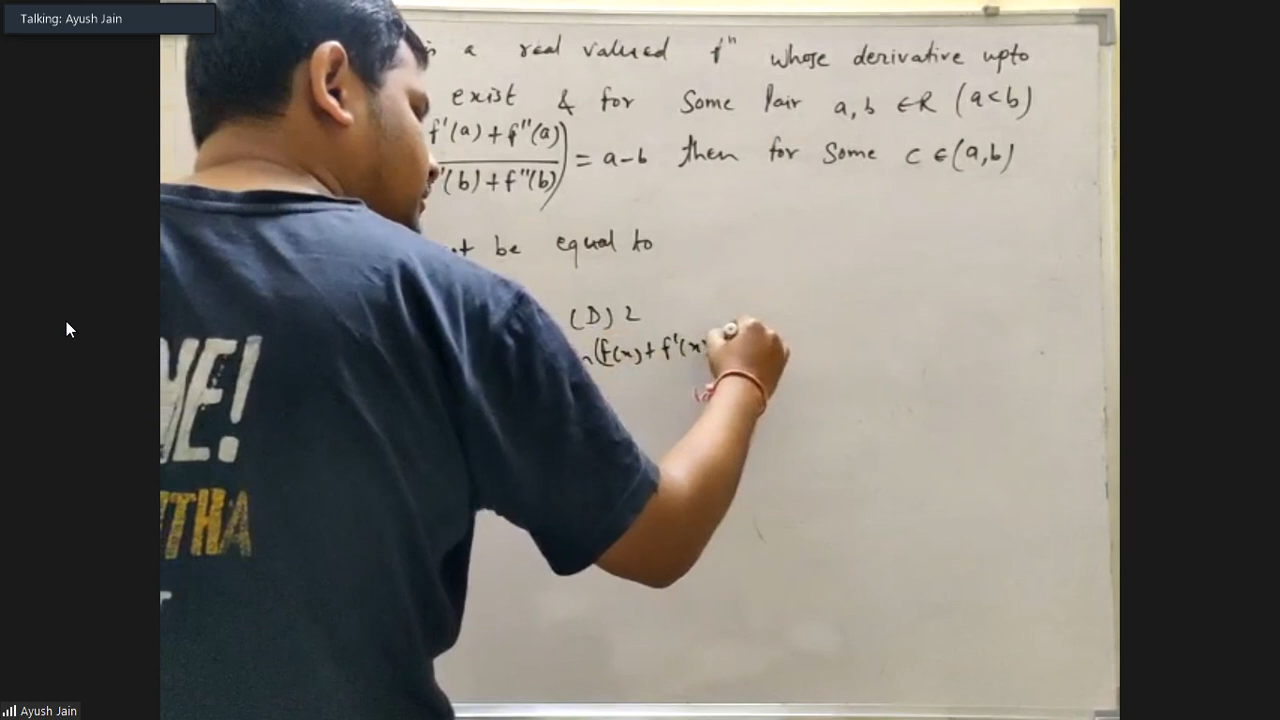 Talking: Ayush Jain
a real valued fⁿ whose derivative upto
exist & for some pair a, b ∈ R (a<b)
f'(a) + f''(a)
'(b) + f''(b) = a-b then for some c ∈ (a,b)
be equal to
(D) 2
(f(x) + f'(x)
E!
THA
Ayush Jain